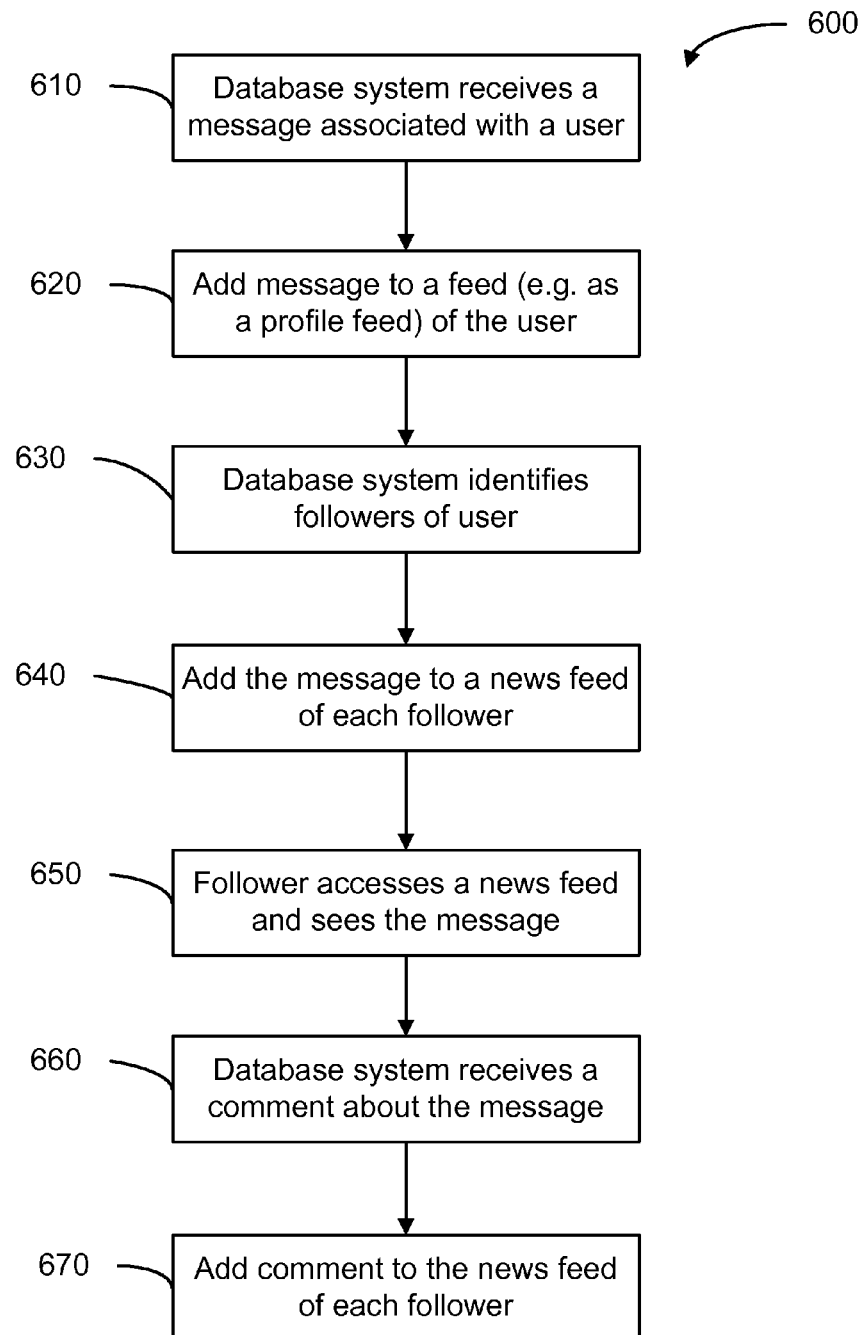 600
610
Database system receives a
message associated with a user
620
Add message to a feed (e.g. as
a profile feed) of the user
630
Database system identifies
followers of user
640
Add the message to a news feed
of each follower
650
Follower accesses a news feed
and sees the message
660
Database system receives a
comment about the message
670
Add comment to the news feed
of each follower